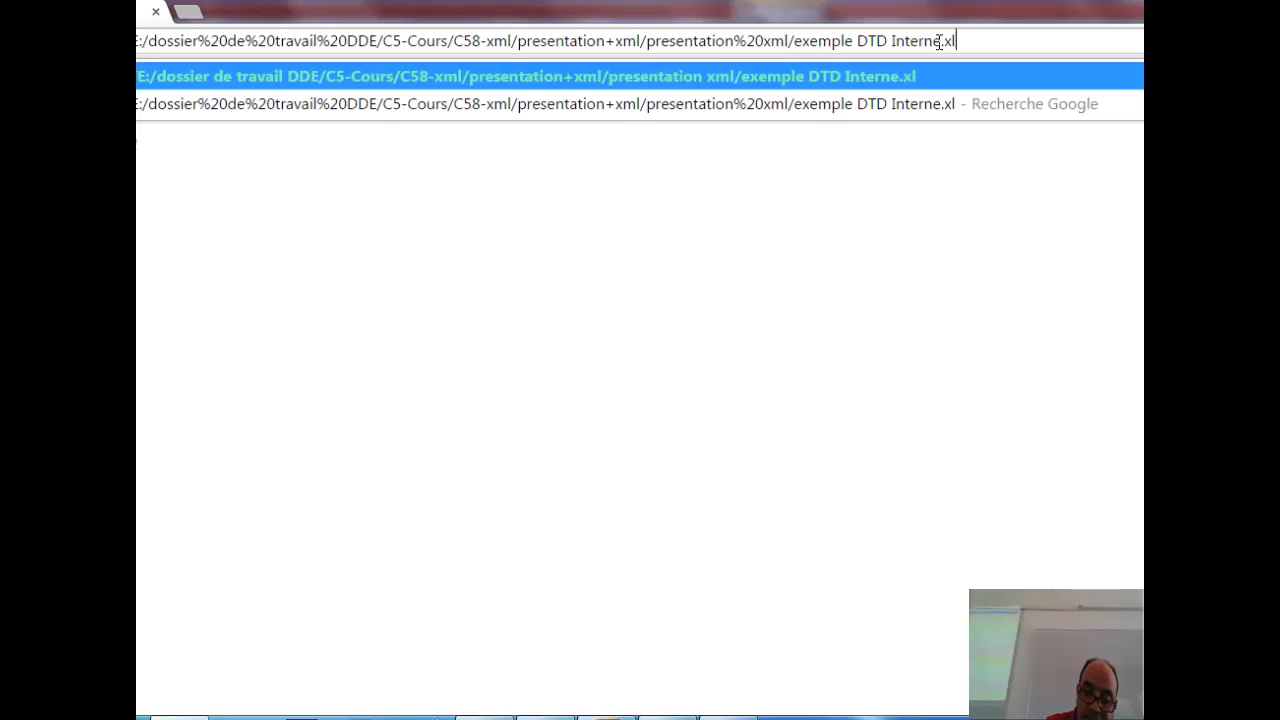 E:/dossier%20de%20travail%20DDE/C5-Cours/C58-xml/presentation+xml/presentation%20xml/exemple DTD Interne.xl
/E:/dossier de travail DDE/C5-Cours/C58-xml/presentation+xml/presentation xml/exemple DTD Interne.xl
E:/dossier%20de%20travail%20DDE/C5-Cours/C58-xml/presentation+xml/presentation%20xml/exemple DTD Interne.xl - Recherche Google